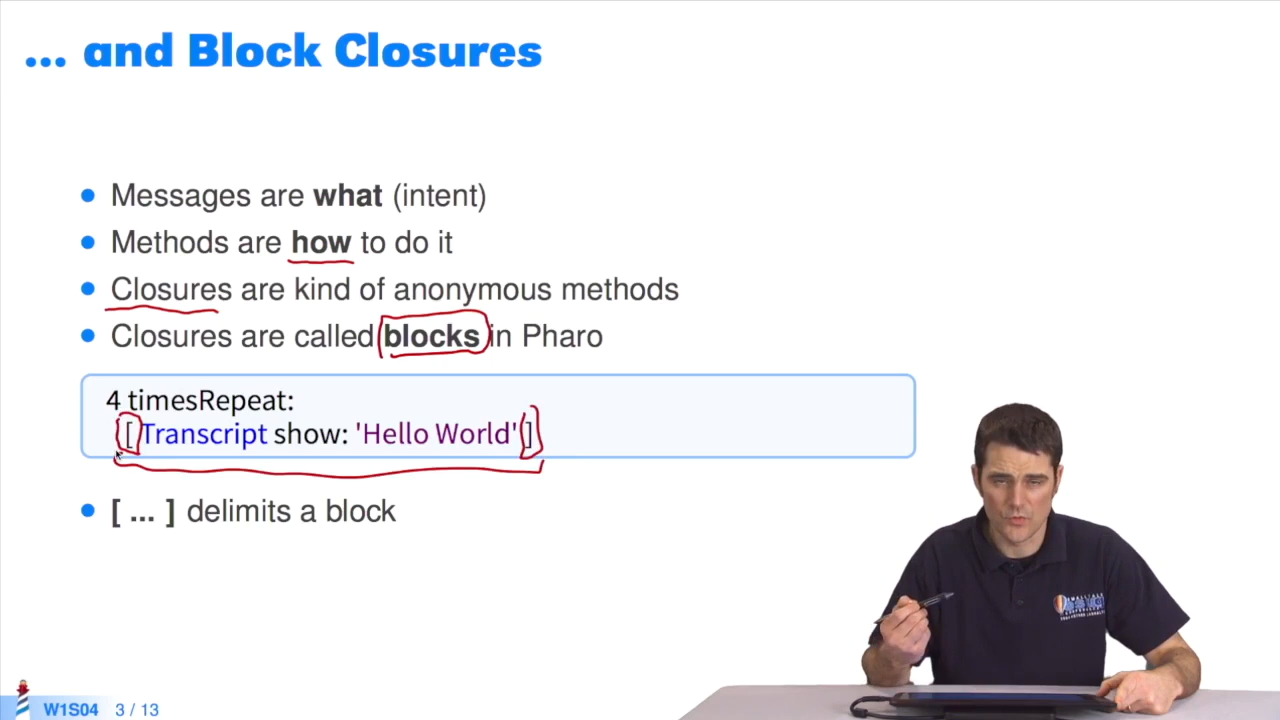 ... and Block Closures
Messages are what (intent)
Methods are how to do it
Closures are kind of anonymous methods
Closures are called blocks in Pharo
4 timesRepeat:
[ Transcript show: 'Hello World' ]
[ ... ] delimits a block
W1S04 3 / 13